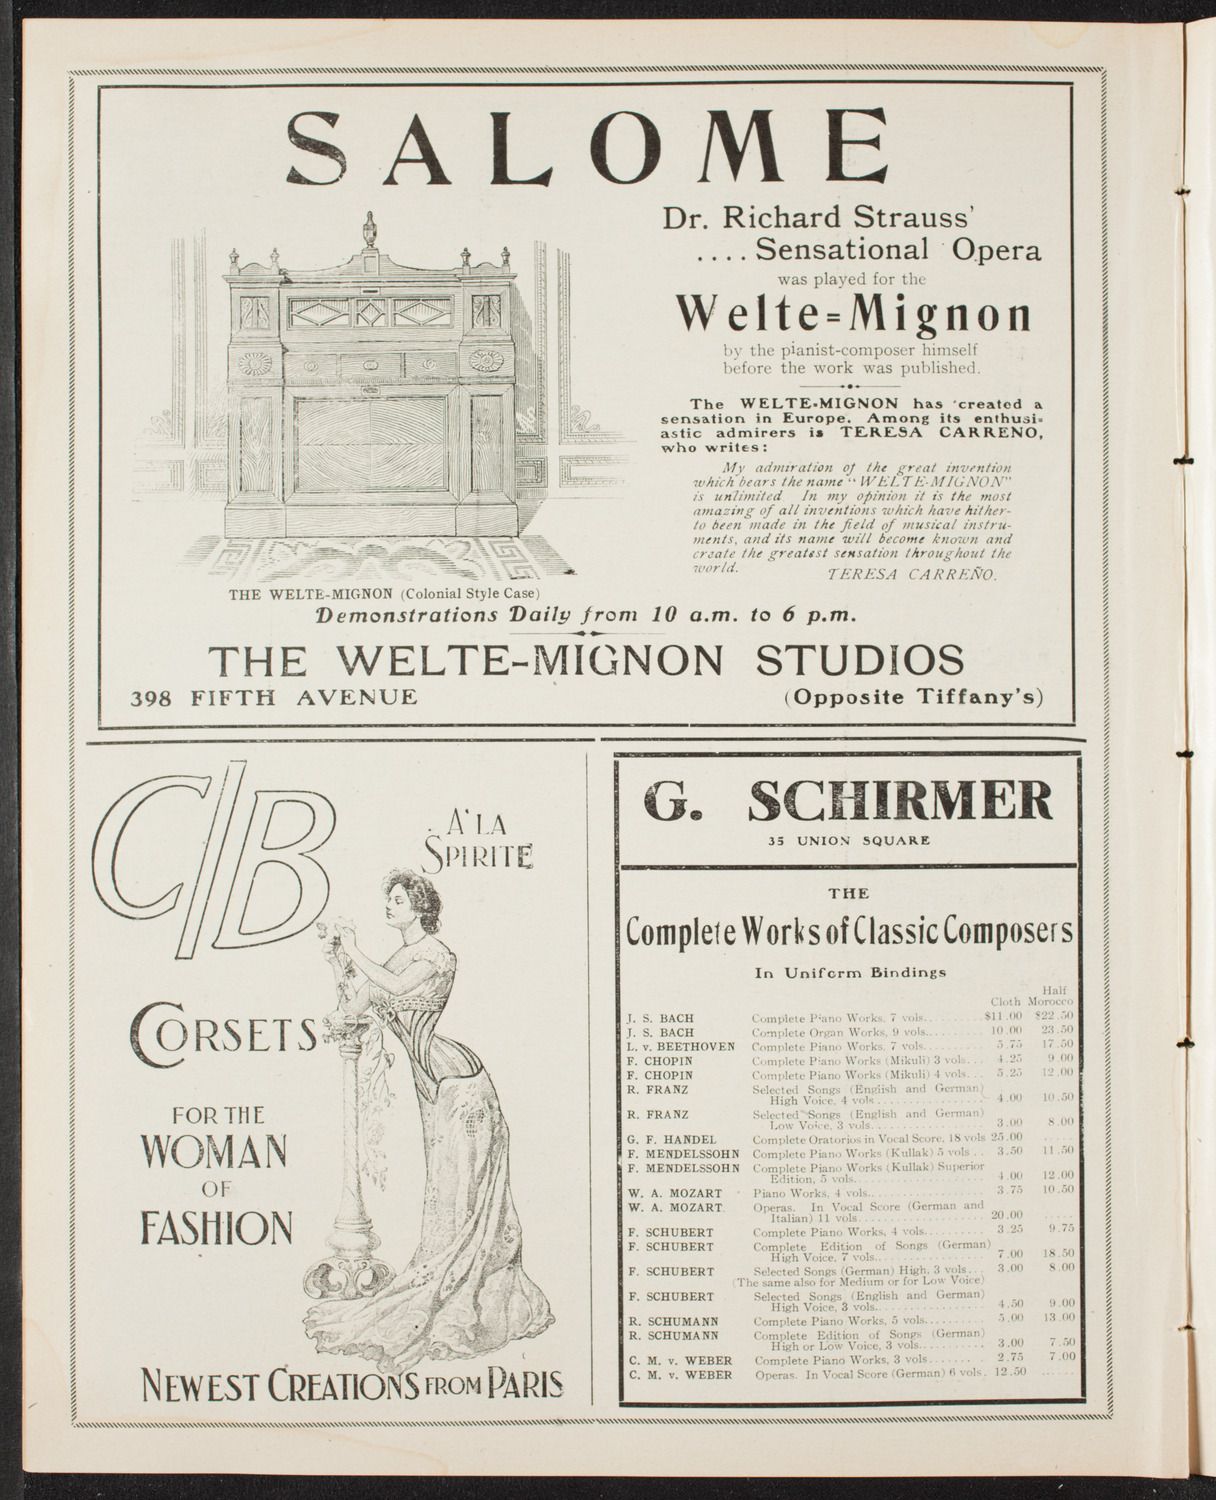 SALOME
Dr. Richard Strauss'
.... Sensational Opera
was played for the
Welte=Mignon
by the pianist-composer himself
before the work was published.
The WELTE-MIGNON has created a
sensation in Europe. Among its enthusi-
astic admirers is TERESA CARRENO,
who writes:
My admiration of the great invention
which bears the name "WELTE-MIGNON"
is unlimited In my opinion it is the most
amazing of all inventions which have hither-
to been made in the field of musical instru-
ments, and its name will become known and
create the greatest sensation throughout the
world. TERESA CARREÑO.
THE WELTE-MIGNON (Colonial Style Case)
Demonstrations Daily from 10 a.m. to 6 p.m.
THE WELTE-MIGNON STUDIOS
398 FIFTH AVENUE (Opposite Tiffany's)
C/B
A' LA
SPIRITE
CORSETS
FOR THE
WOMAN
OF
FASHION
NEWEST CREATIONS FROM PARIS
G. SCHIRMER
35 UNION SQUARE
THE
Complete Works of Classic Composers
In Uniform Bindings
Half
Cloth Morocco
J. S. BACH Complete Piano Works, 7 vols.......... $11.00 $22.50
J. S. BACH Complete Organ Works, 9 vols.......... 10.00 23.50
L. v. BEETHOVEN Complete Piano Works, 7 vols.......... 5.75 17.50
F. CHOPIN Complete Piano Works (Mikuli) 3 vols... 4.25 9.00
F. CHOPIN Complete Piano Works (Mikuli) 4 vols... 5.25 12.00
R. FRANZ Selected Songs (English and German)
High Voice, 4 vols.................. 4.00 10.50
R. FRANZ Selected Songs (English and German)
Low Voice, 3 vols.................. 3.00 8.00
G. F. HANDEL Complete Oratorios in Vocal Score, 18 vols 25.00 .....
F. MENDELSSOHN Complete Piano Works (Kullak) 5 vols .. 3.50 11.50
F. MENDELSSOHN Complete Piano Works (Kullak) Superior
Edition, 5 vols..................... 4.00 12.00
W. A. MOZART Piano Works, 4 vols................... 3.75 10.50
W. A. MOZART Operas. In Vocal Score (German and
Italian) 11 vols..................... 20.00 .....
F. SCHUBERT Complete Piano Works, 4 vols.......... 3.25 9.75
F. SCHUBERT Complete Edition of Songs (German)
High Voice, 7 vols.................. 7.00 18.50
F. SCHUBERT Selected Songs (German) High, 3 vols... 3.00 8.00
(The same also for Medium or for Low Voice)
F. SCHUBERT Selected Songs (English and German)
High Voice, 3 vols.................. 4.50 9.00
R. SCHUMANN Complete Piano Works, 5 vols.......... 5.00 13.00
R. SCHUMANN Complete Edition of Songs (German)
High or Low Voice, 3 vols........... 3.00 7.50
C. M. v. WEBER Complete Piano Works, 3 vols........ 2.75 7.00
C. M. v. WEBER Operas. In Vocal Score (German) 6 vols. 12.50 ......